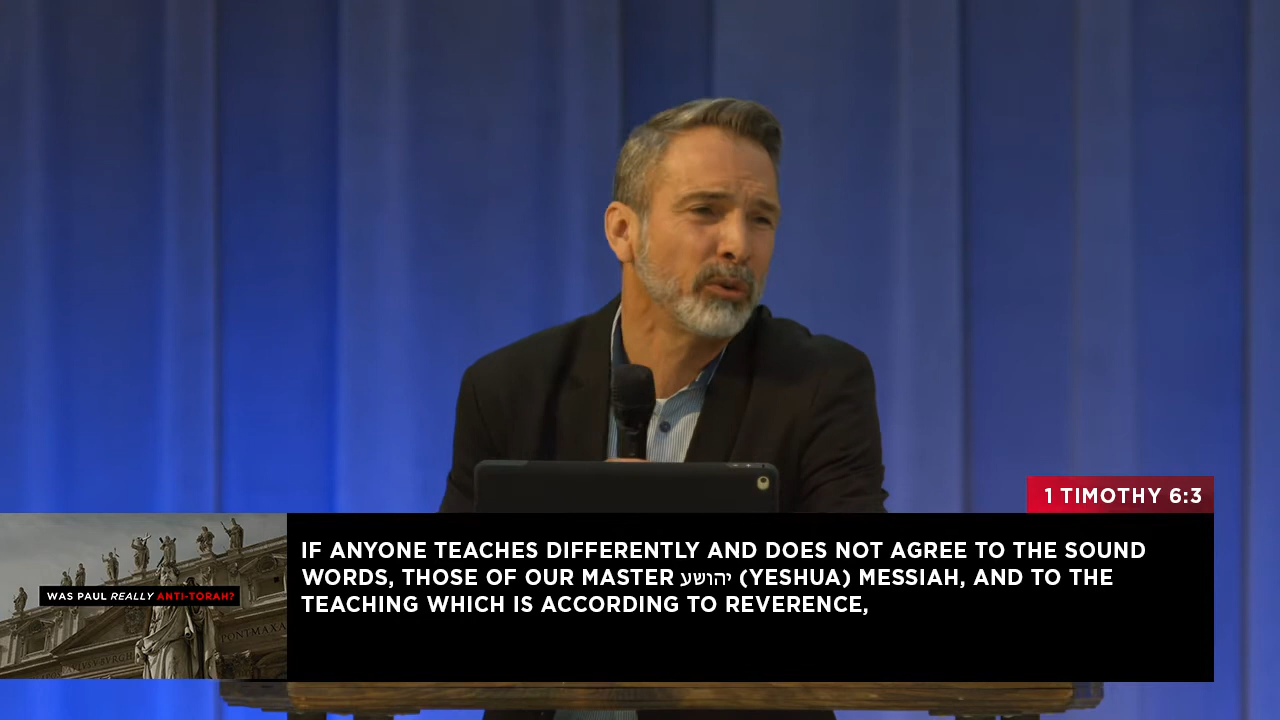 1 TIMOTHY 6:3
IF ANYONE TEACHES DIFFERENTLY AND DOES NOT AGREE TO THE SOUND
WORDS, THOSE OF OUR MASTER יהושע (YESHUA) MESSIAH, AND TO THE
TEACHING WHICH IS ACCORDING TO REVERENCE,
WAS PAUL REALLY ANTI-TORAH?
PONTMAXA